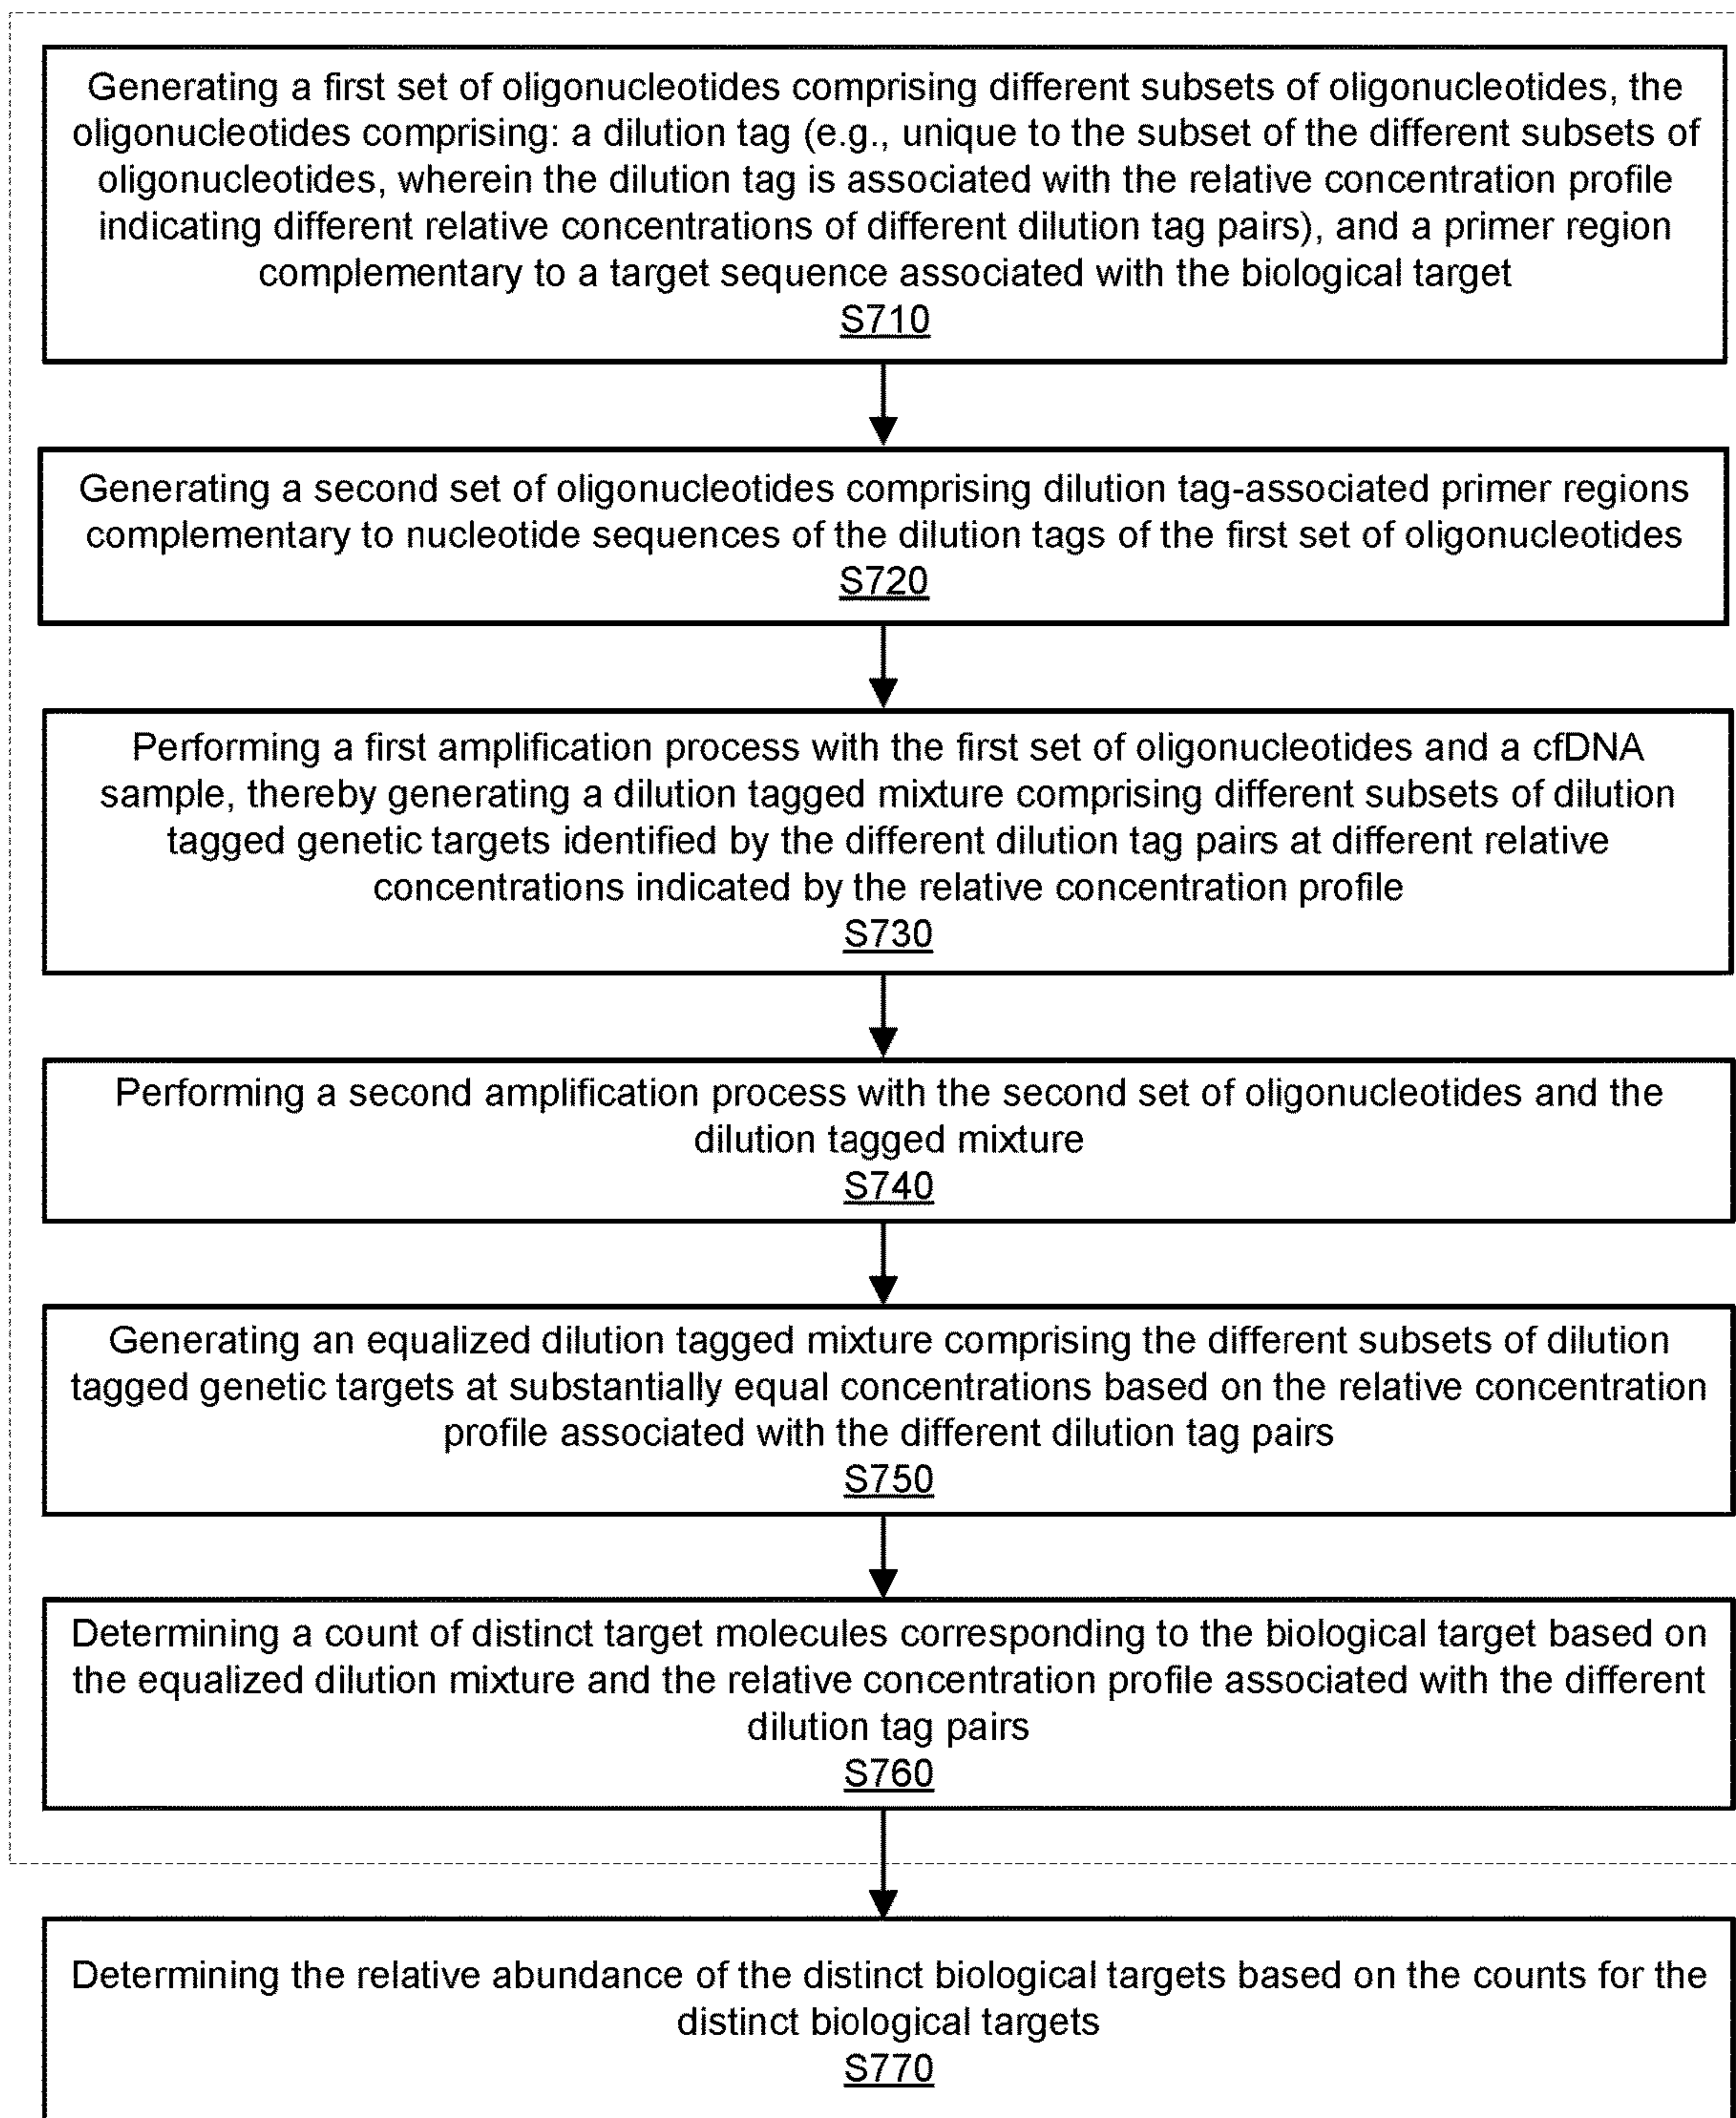 Generating a first set of oligonucleotides comprising different subsets of oligonucleotides, the
oligonucleotides comprising: a dilution tag (e.g., unique to the subset of the different subsets of
oligonucleotides, wherein the dilution tag is associated with the relative concentration profile
indicating different relative concentrations of different dilution tag pairs), and a primer region
complementary to a target sequence associated with the biological target
S710
Generating a second set of oligonucleotides comprising dilution tag-associated primer regions
complementary to nucleotide sequences of the dilution tags of the first set of oligonucleotides
S720
Performing a first amplification process with the first set of oligonucleotides and a cfDNA
sample, thereby generating a dilution tagged mixture comprising different subsets of dilution
tagged genetic targets identified by the different dilution tag pairs at different relative
concentrations indicated by the relative concentration profile
S730
Performing a second amplification process with the second set of oligonucleotides and the
dilution tagged mixture
S740
Generating an equalized dilution tagged mixture comprising the different subsets of dilution
tagged genetic targets at substantially equal concentrations based on the relative concentration
profile associated with the different dilution tag pairs
S750
Determining a count of distinct target molecules corresponding to the biological target based on
the equalized dilution mixture and the relative concentration profile associated with the different
dilution tag pairs
S760
Determining the relative abundance of the distinct biological targets based on the counts for the
distinct biological targets
S770